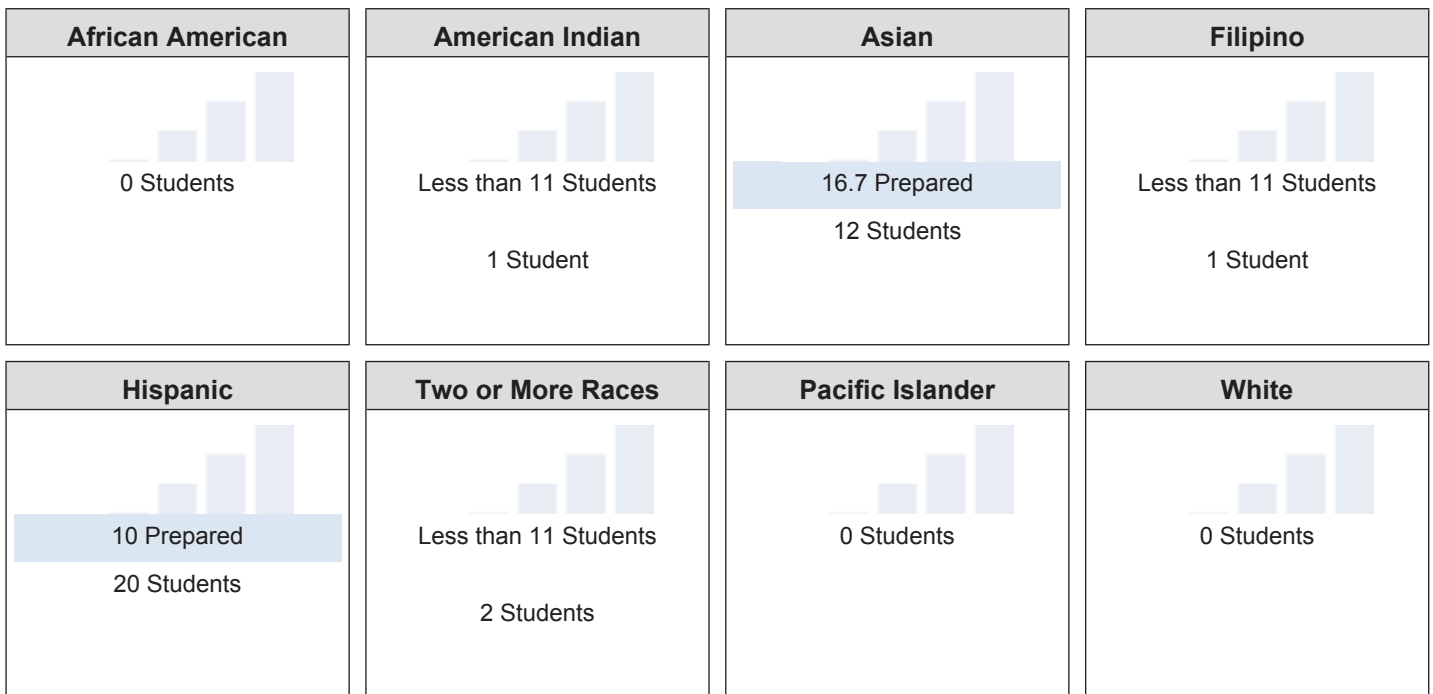 African American
0 Students
American Indian
Less than 11 Students
1 Student
Asian
16.7 Prepared
12 Students
Filipino
Less than 11 Students
1 Student
Hispanic
10 Prepared
20 Students
Two or More Races
Less than 11 Students
2 Students
Pacific Islander
0 Students
White
0 Students